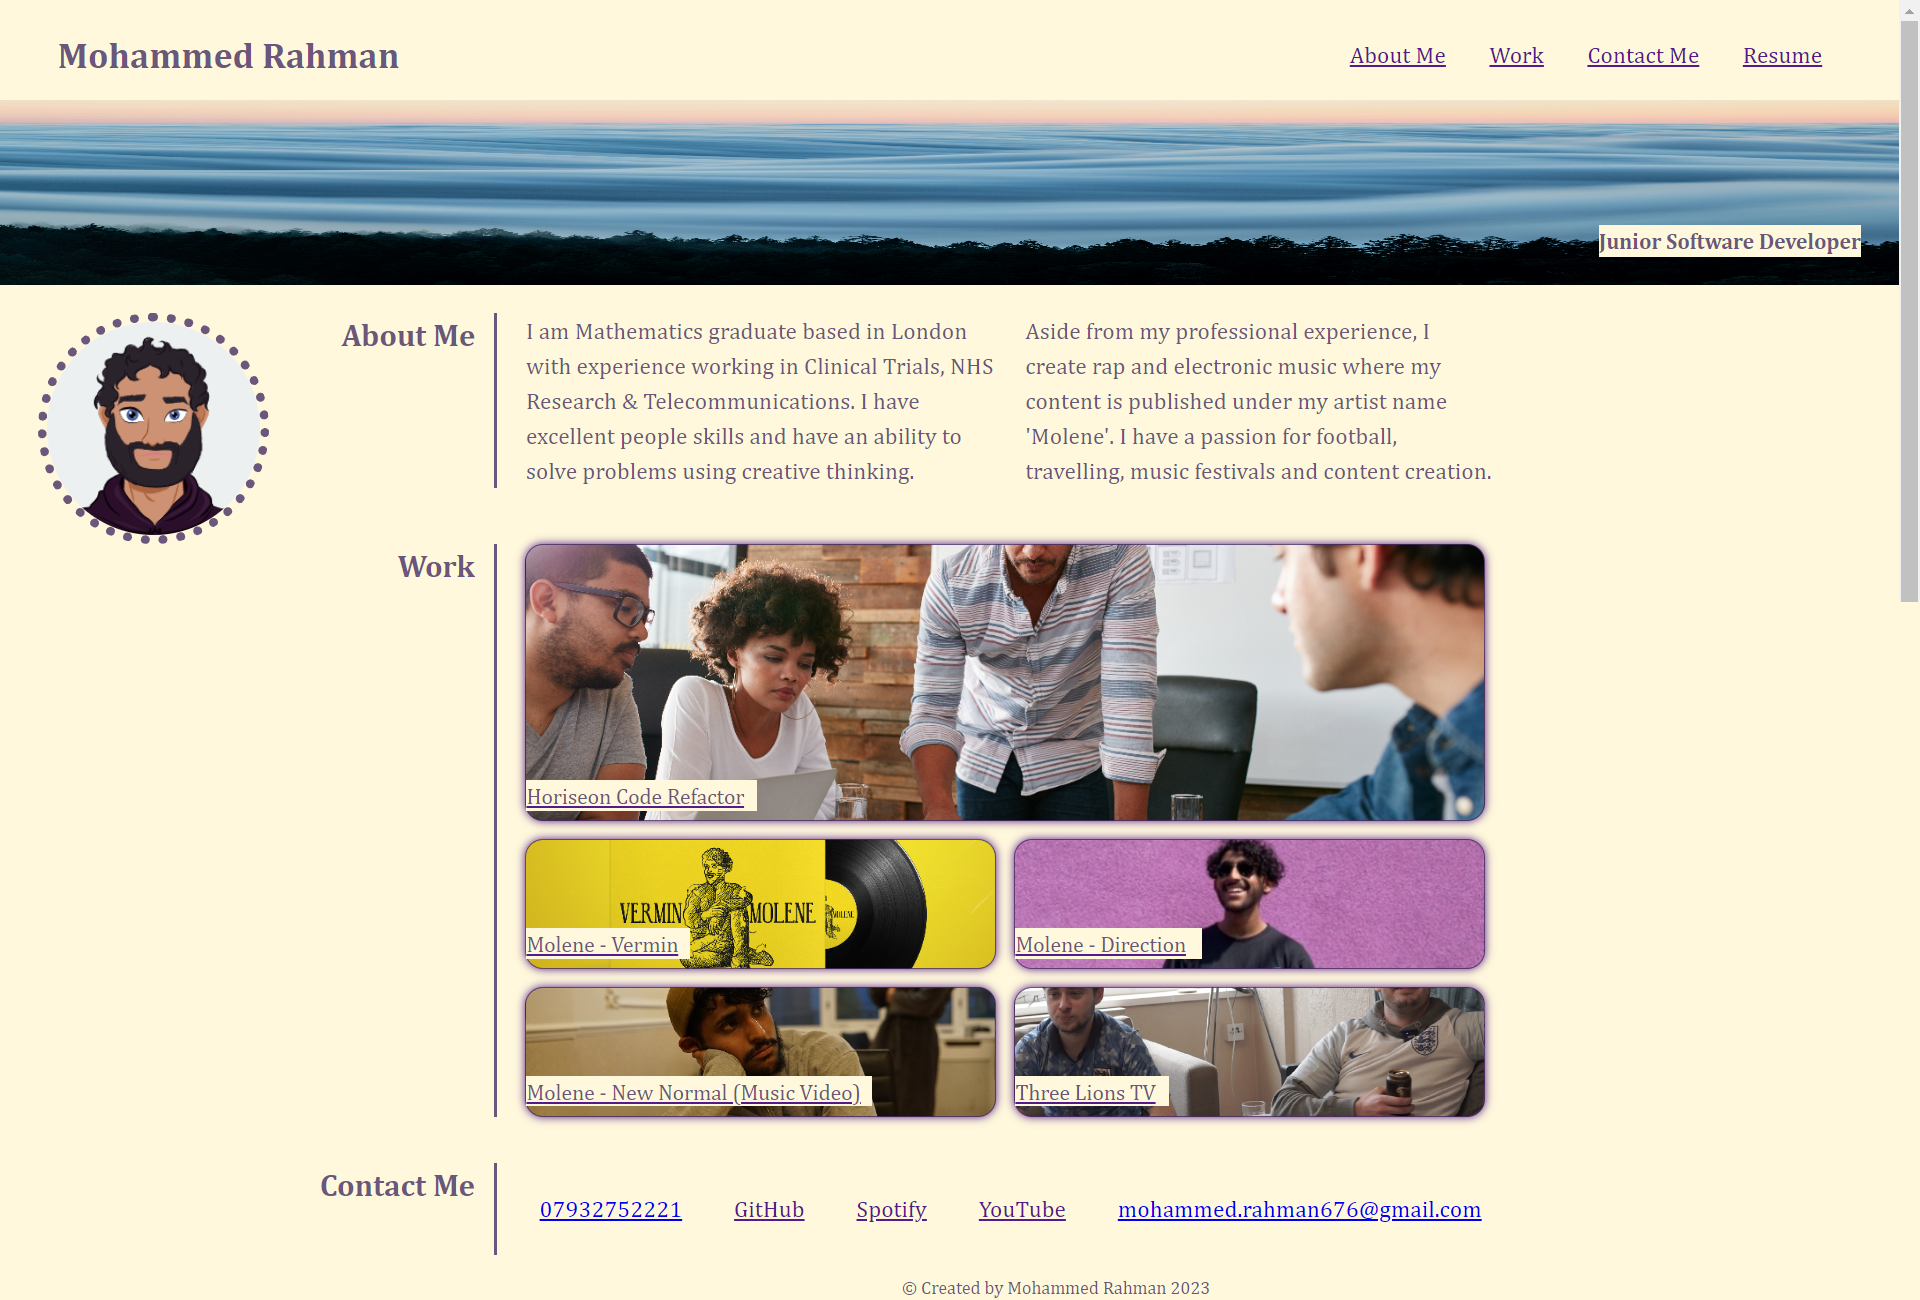 Mohammed Rahman
About Me Work Contact Me Resume
Junior Software Developer
About Me
I am Mathematics graduate based in London
with experience working in Clinical Trials, NHS
Research & Telecommunications. I have
excellent people skills and have an ability to
solve problems using creative thinking.
Aside from my professional experience, I
create rap and electronic music where my
content is published under my artist name
'Molene'. I have a passion for football,
travelling, music festivals and content creation.
Work
Horiseon Code Refactor
VERMIN MOLENE
MOLENE
Molene - Vermin
Molene - Direction
Molene - New Normal (Music Video)
Three Lions TV
Contact Me
07932752221 GitHub Spotify YouTube mohammed.rahman676@gmail.com
© Created by Mohammed Rahman 2023